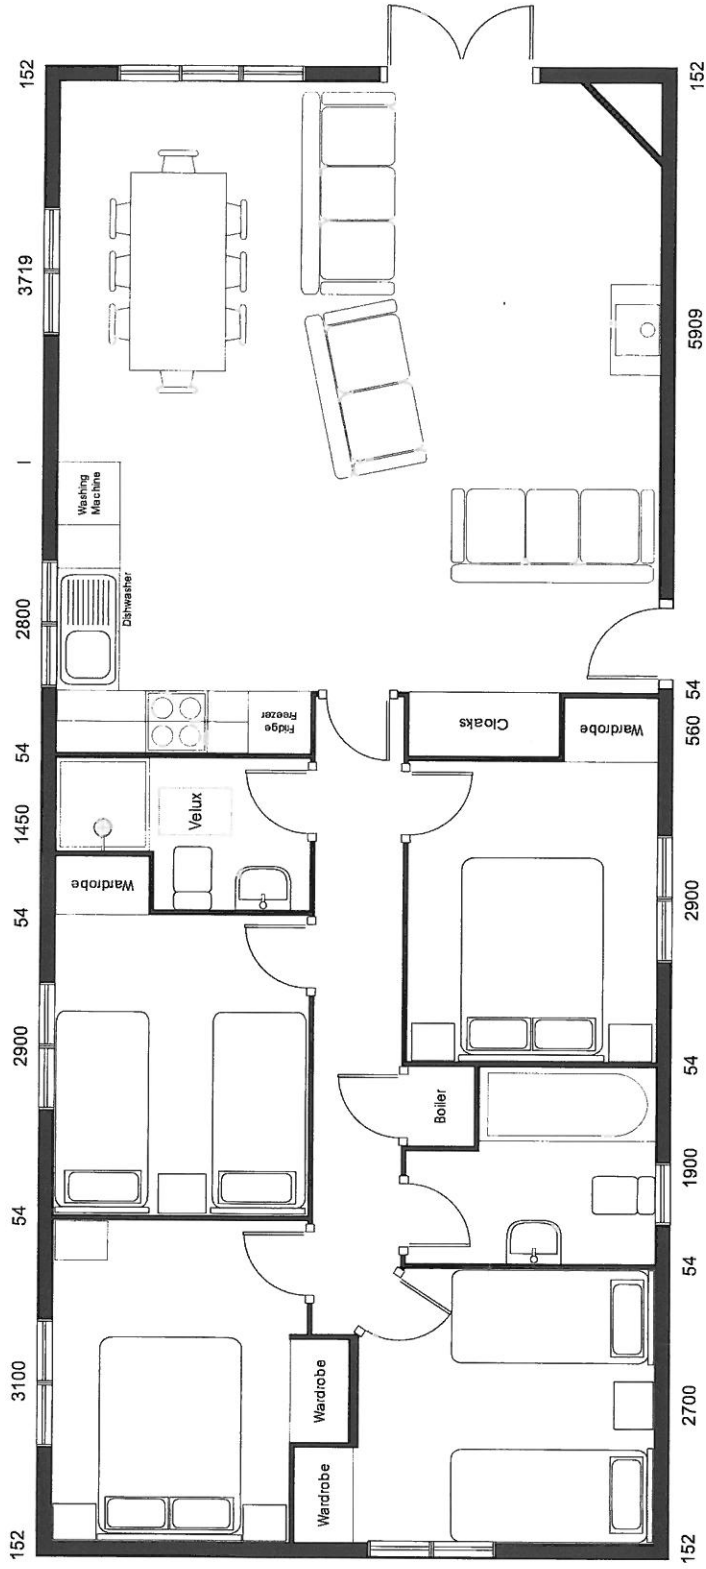 152
152
3719
5909
I
Washing
Machine
Dishwasher
2800
Fridge
Freezer
Cloaks
Wardrobe
54
560
54
1450
Velux
Wardrobe
54
2900
2900
54
Boiler
1900
54
54
3100
Wardrobe
Wardrobe
2700
152
152